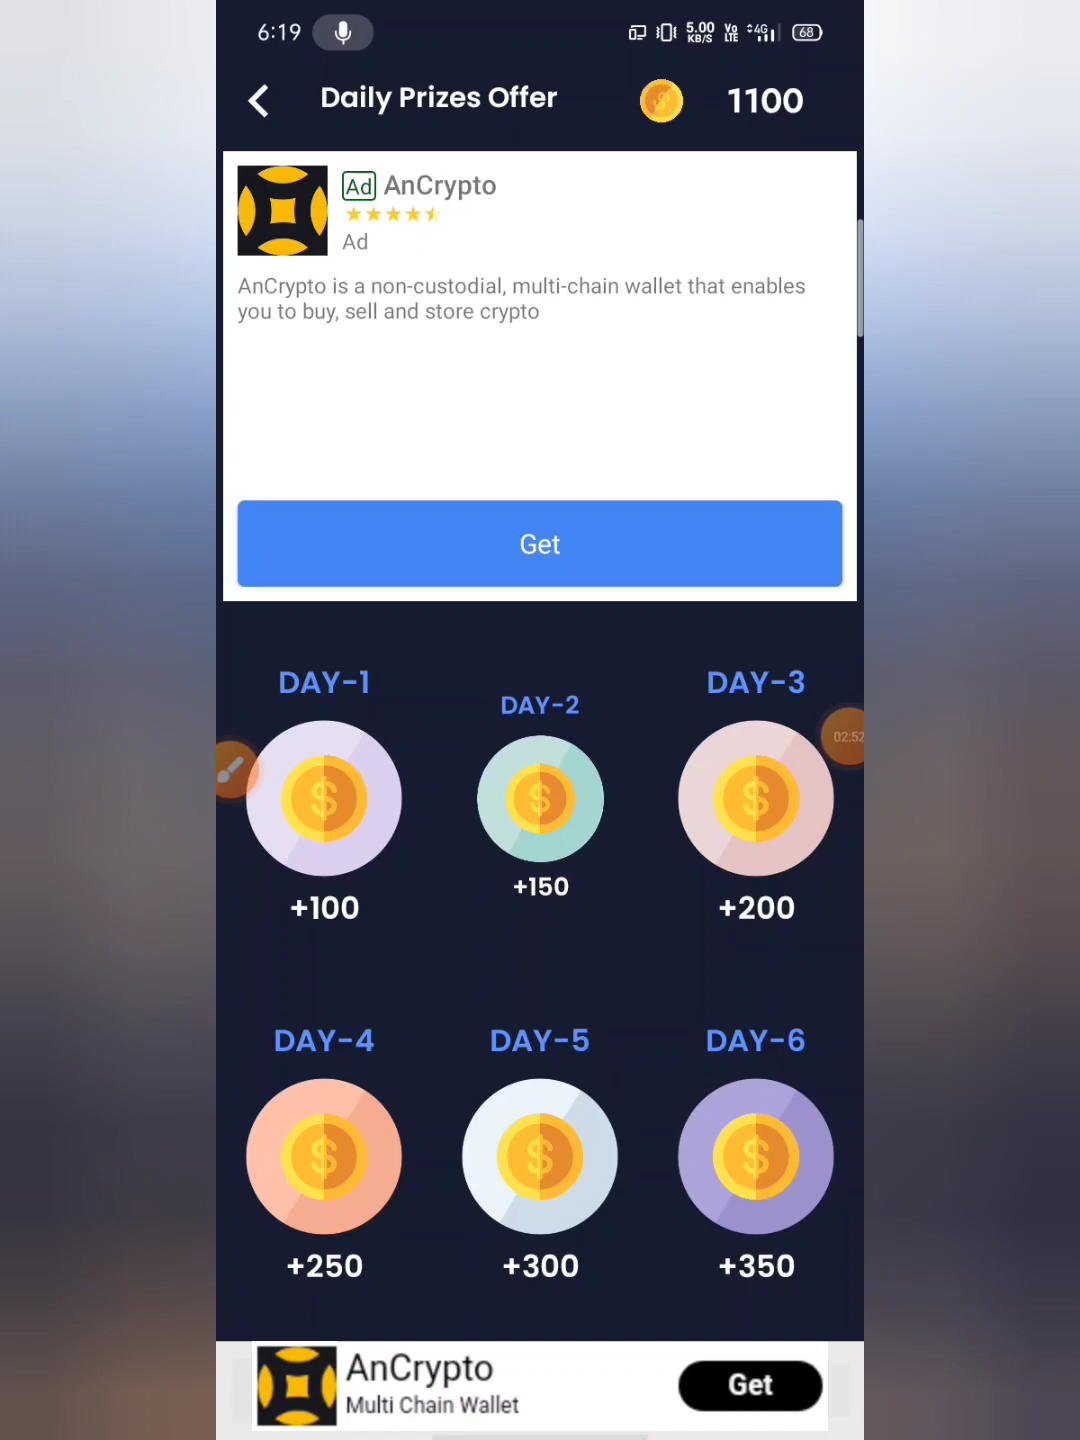 6:19
5.00
KB/S
Vo
LTE
4G
68
Daily Prizes Offer
1100
Ad AnCrypto
Ad
AnCrypto is a non-custodial, multi-chain wallet that enables
you to buy, sell and store crypto
Get
DAY-1
DAY-2
DAY-3
02:52
$
$
$
+100
+150
+200
DAY-4
DAY-5
DAY-6
$
$
$
+250
+300
+350
AnCrypto
Multi Chain Wallet
Get